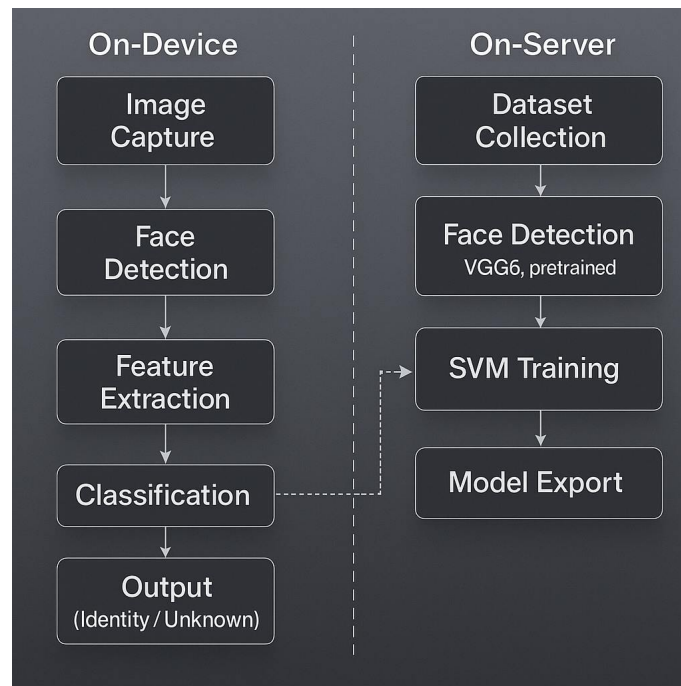 On-Device
Image
Capture
Face
Detection
Feature
Extraction
Classification
Output
(Identity / Unknown)
On-Server
Dataset
Collection
Face Detection
VGG6, pretrained
SVM Training
Model Export